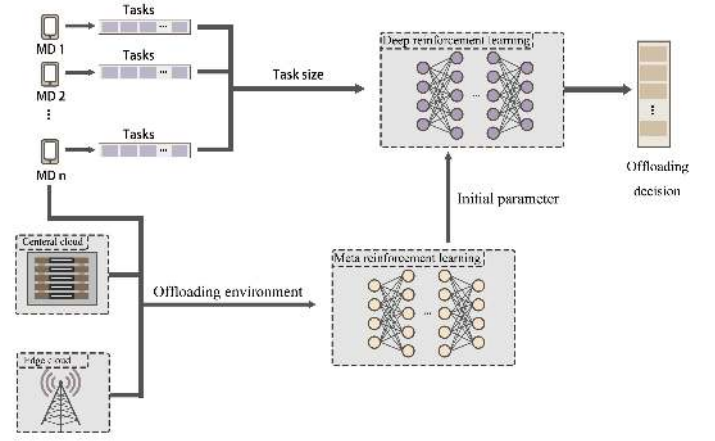 Tasks
MD 1
Tasks
MD 2
Tasks
MD n
Task size
Deep reinforcement learning
Offloading
decision
Initial parameter
Centeral cloud
Meta reinforcement learning
Offloading environment
Edge cloud